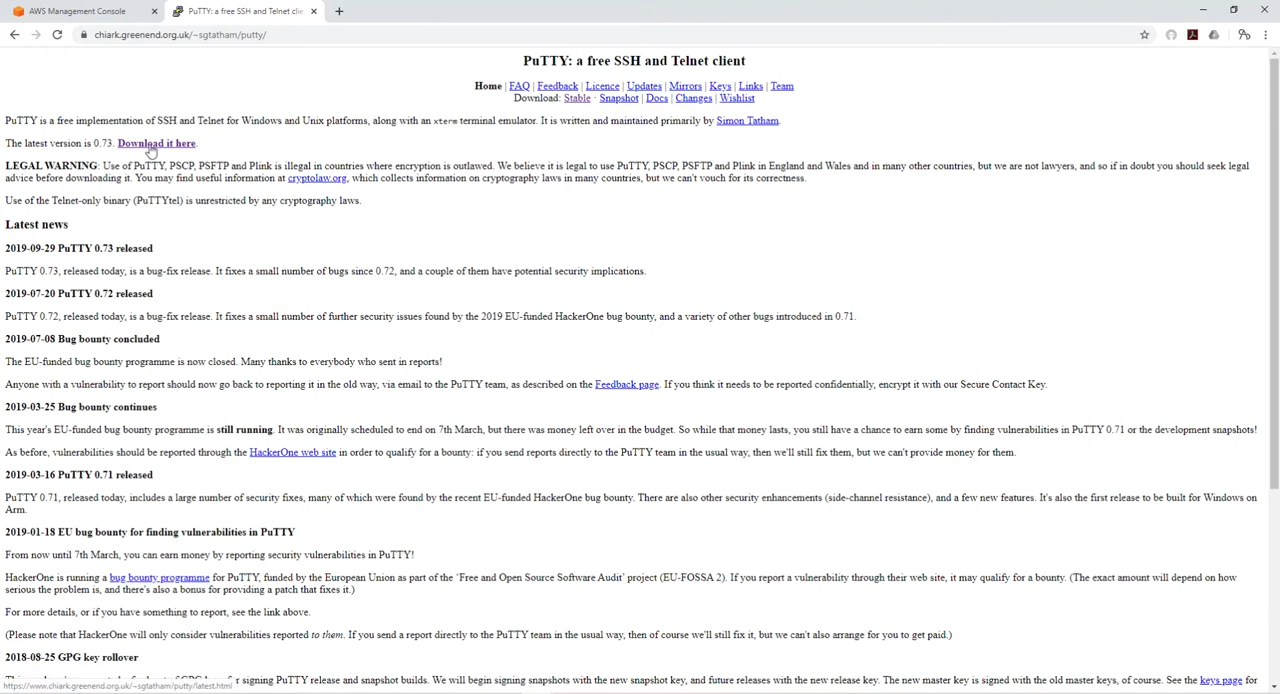 AWS Management Console
PuTTY: a free SSH and Telnet clie
chiark.greenend.org.uk/~sgtatham/putty/
PuTTY: a free SSH and Telnet client
Home | FAQ | Feedback | Licence | Updates | Mirrors | Keys | Links | Team
Download: Stable · Snapshot | Docs | Changes | Wishlist
PuTTY is a free implementation of SSH and Telnet for Windows and Unix platforms, along with an xterm terminal emulator. It is written and maintained primarily by Simon Tatham.
The latest version is 0.73. Download it here.
LEGAL WARNING: Use of PuTTY, PSCP, PSFTP and Plink is illegal in countries where encryption is outlawed. We believe it is legal to use PuTTY, PSCP, PSFTP and Plink in England and Wales and in many other countries, but we are not lawyers, and so if in doubt you should seek legal
advice before downloading it. You may find useful information at cryptolaw.org, which collects information on cryptography laws in many countries, but we can't vouch for its correctness.
Use of the Telnet-only binary (PuTTYtel) is unrestricted by any cryptography laws.
Latest news
2019-09-29 PuTTY 0.73 released
PuTTY 0.73, released today, is a bug-fix release. It fixes a small number of bugs since 0.72, and a couple of them have potential security implications.
2019-07-20 PuTTY 0.72 released
PuTTY 0.72, released today, is a bug-fix release. It fixes a small number of further security issues found by the 2019 EU-funded HackerOne bug bounty, and a variety of other bugs introduced in 0.71.
2019-07-08 Bug bounty concluded
The EU-funded bug bounty programme is now closed. Many thanks to everybody who sent in reports!
Anyone with a vulnerability to report should now go back to reporting it in the old way, via email to the PuTTY team, as described on the Feedback page. If you think it needs to be reported confidentially, encrypt it with our Secure Contact Key.
2019-03-25 Bug bounty continues
This year's EU-funded bug bounty programme is still running. It was originally scheduled to end on 7th March, but there was money left over in the budget. So while that money lasts, you still have a chance to earn some by finding vulnerabilities in PuTTY 0.71 or the development snapshots!
As before, vulnerabilities should be reported through the HackerOne web site in order to qualify for a bounty: if you send reports directly to the PuTTY team in the usual way, then we'll still fix them, but we can't provide money for them.
2019-03-16 PuTTY 0.71 released
PuTTY 0.71, released today, includes a large number of security fixes, many of which were found by the recent EU-funded HackerOne bug bounty. There are also other security enhancements (side-channel resistance), and a few new features. It's also the first release to be built for Windows on
Arm.
2019-01-18 EU bug bounty for finding vulnerabilities in PuTTY
From now until 7th March, you can earn money by reporting security vulnerabilities in PuTTY!
HackerOne is running a bug bounty programme for PuTTY, funded by the European Union as part of the ‘Free and Open Source Software Audit’ project (EU-FOSSA 2). If you report a vulnerability through their web site, it may qualify for a bounty. (The exact amount will depend on how
serious the problem is, and there's also a bonus for providing a patch that fixes it.)
For more details, or if you have something to report, see the link above.
(Please note that HackerOne will only consider vulnerabilities reported to them. If you send a report directly to the PuTTY team in the usual way, then of course we'll still fix it, but we can't also arrange for you to get paid.)
2018-08-25 GPG key rollover
signing PuTTY release and snapshot builds. We will begin signing snapshots with the new snapshot key, and future releases with the new release key. The new master key is signed with the old master keys, of course. See the keys page for
https://www.chiark.greenend.org.uk/~sgtatham/putty/latest.html